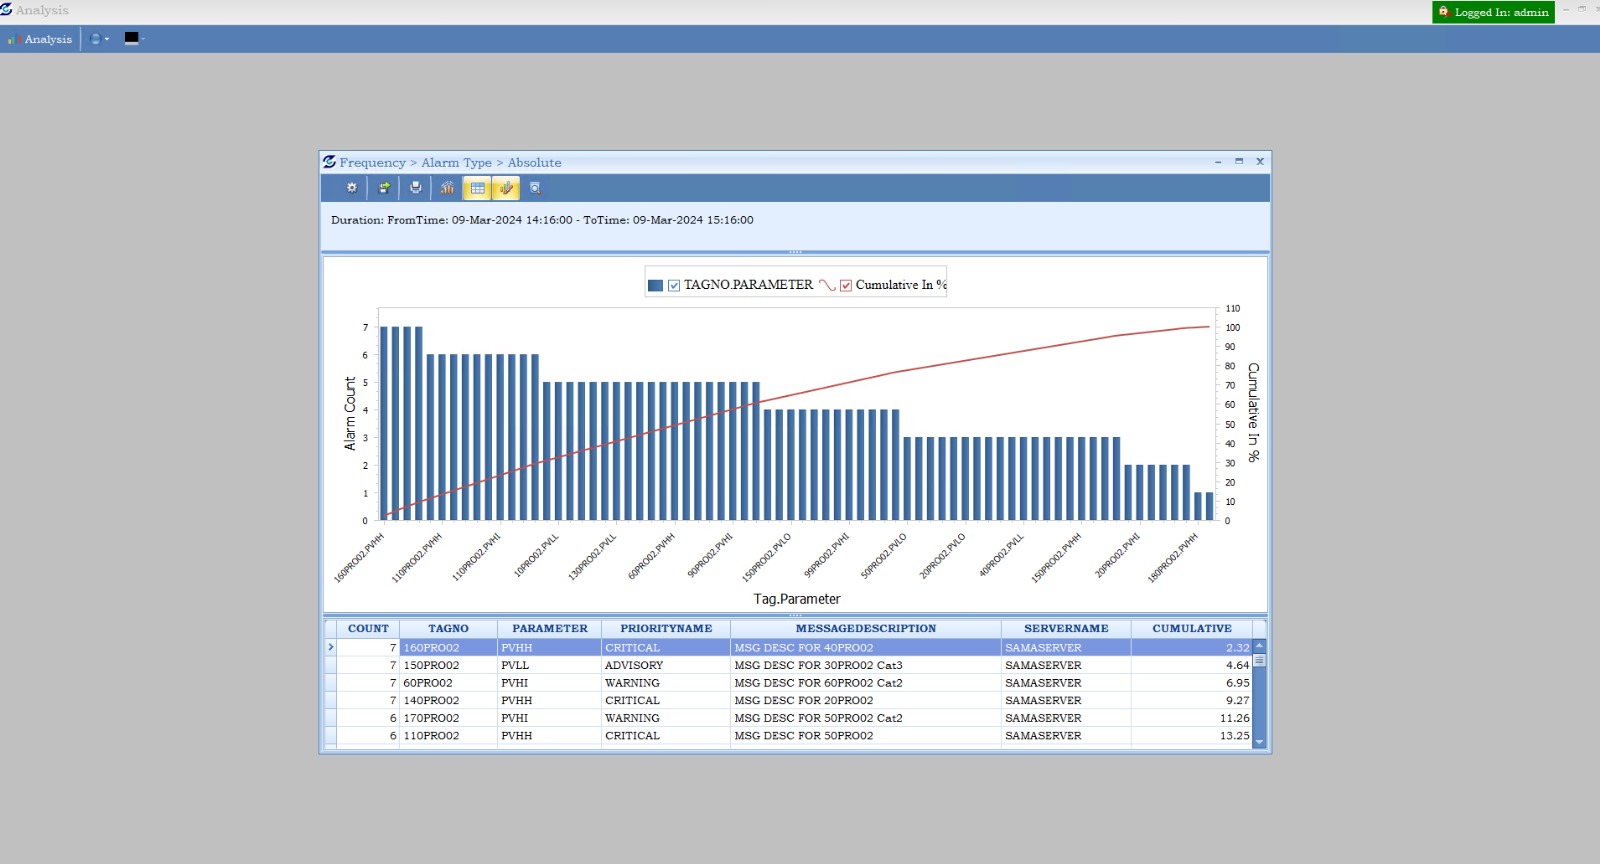 Analysis
Logged In: admin
Analysis
Frequency > Alarm Type > Absolute
Duration: FromTime: 09-Mar-2024 14:16:00 - ToTime: 09-Mar-2024 15:16:00
TAGNO.PARAMETER Cumulative In %
7
6
5
4
3
2
1
0
Alarm Count
110
100
90
80
70
60
50
40
30
20
10
0
Cumulative In %
160PRO02.PVHH
110PRO02.PVHH
110PRO02.PVHI
10PRO02.PVLL
130PRO02.PVLL
60PRO02.PVHH
90PRO02.PVHI
150PRO02.PVLO
99PRO02.PVHI
50PRO02.PVLO
20PRO02.PVLO
40PRO02.PVLL
150PRO02.PVHH
20PRO02.PVHI
180PRO02.PVHH
Tag.Parameter
COUNT TAGNO PARAMETER PRIORITYNAME MESSAGEDESCRIPTION SERVERNAME CUMULATIVE
7 160PRO02 PVHH CRITICAL MSG DESC FOR 40PRO02 SAMASERVER 2.32
7 150PRO02 PVLL ADVISORY MSG DESC FOR 30PRO02 Cat3 SAMASERVER 4.64
7 60PRO02 PVHI WARNING MSG DESC FOR 60PRO02 Cat2 SAMASERVER 6.95
7 140PRO02 PVHH CRITICAL MSG DESC FOR 20PRO02 SAMASERVER 9.27
6 170PRO02 PVHI WARNING MSG DESC FOR 50PRO02 Cat2 SAMASERVER 11.26
6 110PRO02 PVHH CRITICAL MSG DESC FOR 50PRO02 SAMASERVER 13.25